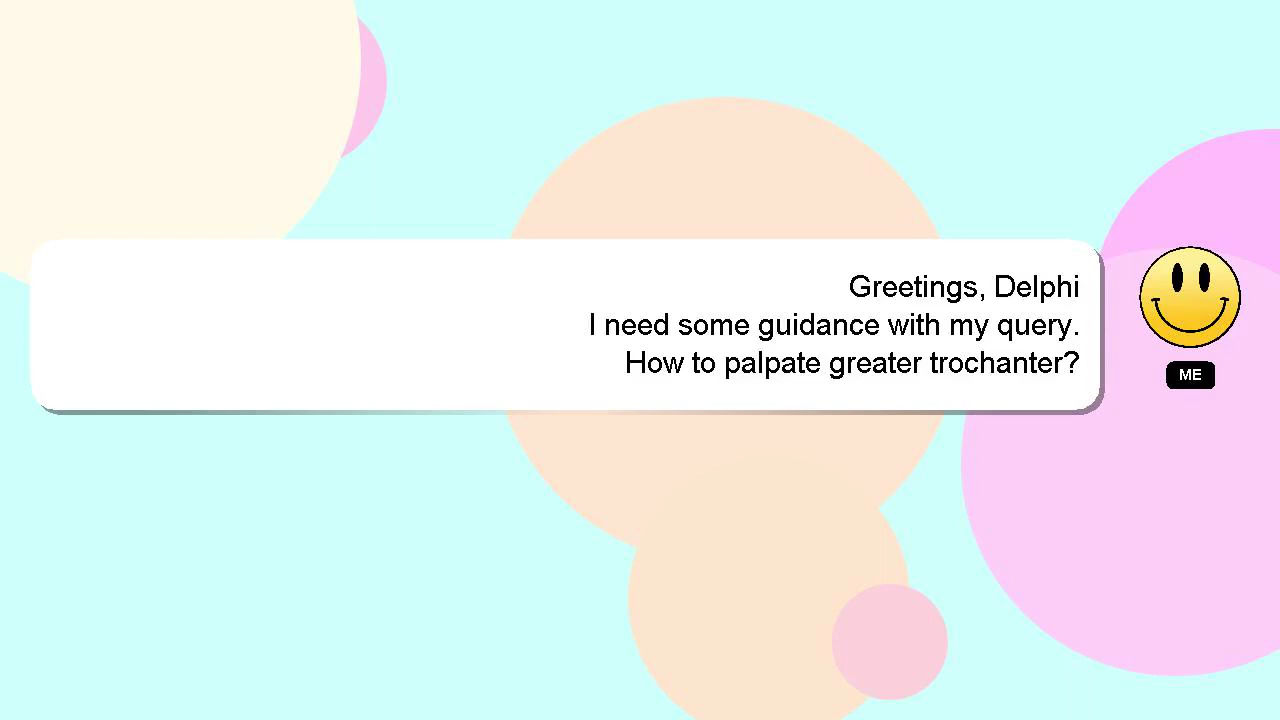 Greetings, Delphi
I need some guidance with my query.
How to palpate greater trochanter?
ME